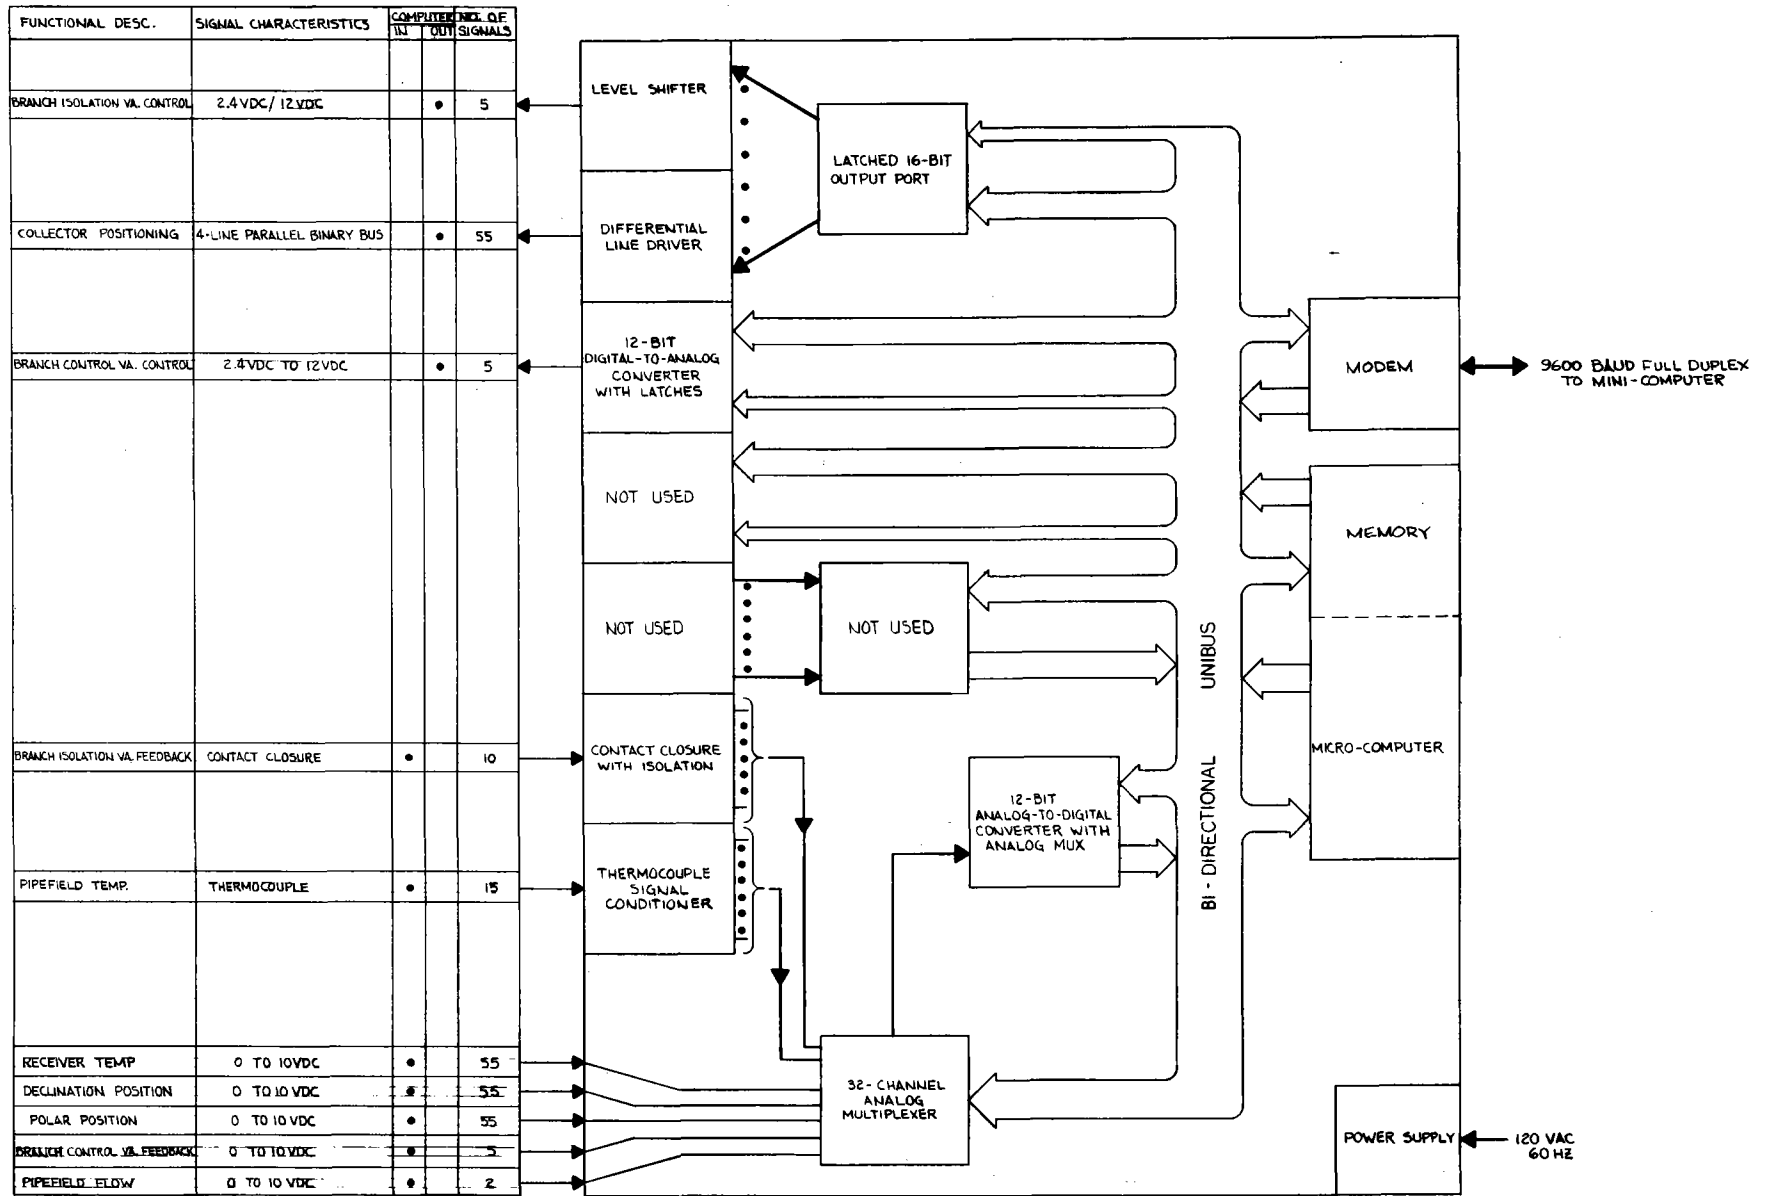 FUNCTIONAL DESC. SIGNAL CHARACTERISTICS COMPUTER NO. OF
IN OUT SIGNALS
BRANCH ISOLATION VA. CONTROL 2.4VDC/ 12VDC • 5
COLLECTOR POSITIONING 4-LINE PARALLEL BINARY BUS • 55
BRANCH CONTROL VA. CONTROL 2.4VDC TO 12VDC • 5
BRANCH ISOLATION VA. FEEDBACK CONTACT CLOSURE • 10
PIPEFIELD TEMP. THERMOCOUPLE • 15
RECEIVER TEMP 0 TO 10VDC • 55
DECLINATION POSITION 0 TO 10 VDC • 55
POLAR POSITION 0 TO 10 VDC • 55
BRANCH CONTROL VA. FEEDBACK 0 TO 10VDC • 5
PIPEFIELD FLOW 0 TO 10 VDC • 2
LEVEL SHIFTER
DIFFERENTIAL
LINE DRIVER
12-BIT
DIGITAL-TO-ANALOG
CONVERTER
WITH LATCHES
NOT USED
NOT USED
CONTACT CLOSURE
WITH ISOLATION
THERMOCOUPLE
SIGNAL
CONDITIONER
LATCHED 16-BIT
OUTPUT PORT
NOT USED
12-BIT
ANALOG-TO-DIGITAL
CONVERTER WITH
ANALOG MUX
32-CHANNEL
ANALOG
MULTIPLEXER
BI-DIRECTIONAL UNIBUS
MODEM
MEMORY
MICRO-COMPUTER
POWER SUPPLY
9600 BAUD FULL DUPLEX
TO MINI-COMPUTER
120 VAC
60 HZ